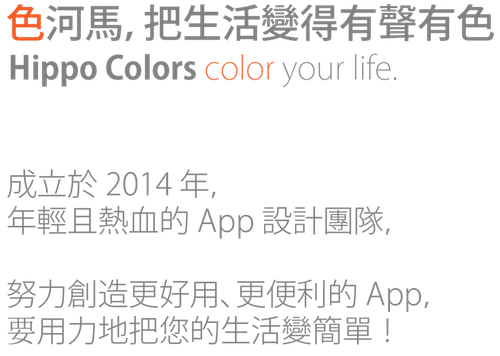 色河馬, 把生活變得有聲有色
Hippo Colors color your life.
成立於 2014 年,
年輕且熱血的 App 設計團隊,
努力創造更好用、更便利的 App,
要用力地把您的生活變簡單！